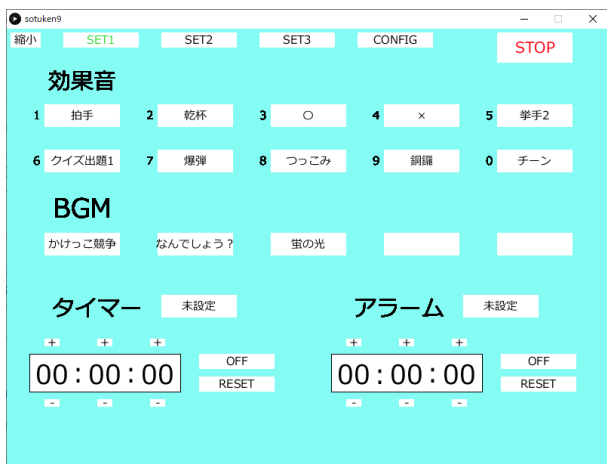 sotuken9
縮小 SET1 SET2 SET3 CONFIG STOP
効果音
1 拍手 2 乾杯 3 ○ 4 × 5 挙手2
6 クイズ出題1 7 爆弾 8 つっこみ 9 銅鑼 0 チーン
BGM
かけっこ競争 なんでしょう？ 蛍の光
タイマー 未設定 アラーム 未設定
+ + + + + +
00:00:00 OFF 00:00:00 OFF
RESET RESET
- - - - - -